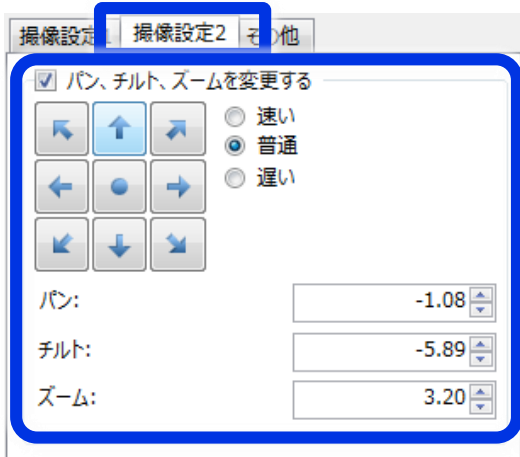 撮像設定1 撮像設定2 その他
パン、チルト、ズームを変更する
速い
普通
遅い
パン: -1.08
チルト: -5.89
ズーム: 3.20